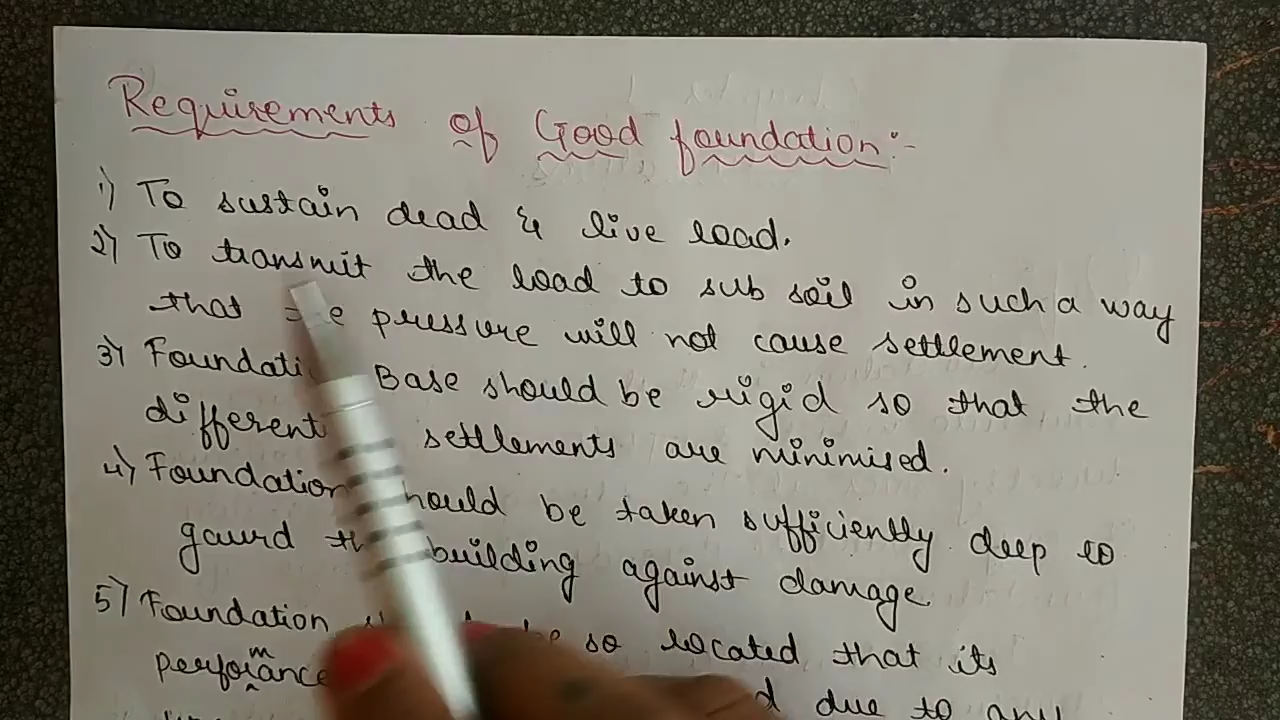 Requirements of Good foundation:-
1) To sustain dead & live load.
2) To transmit the load to sub soil in such a way
that the pressure will not cause settlement.
3) Foundati Base should be rigid so that the
different settlements are minimised.
4) Foundation should be taken sufficiently deep to
gaurd the building against damage
5) Foundation be so located that its
performance due to any